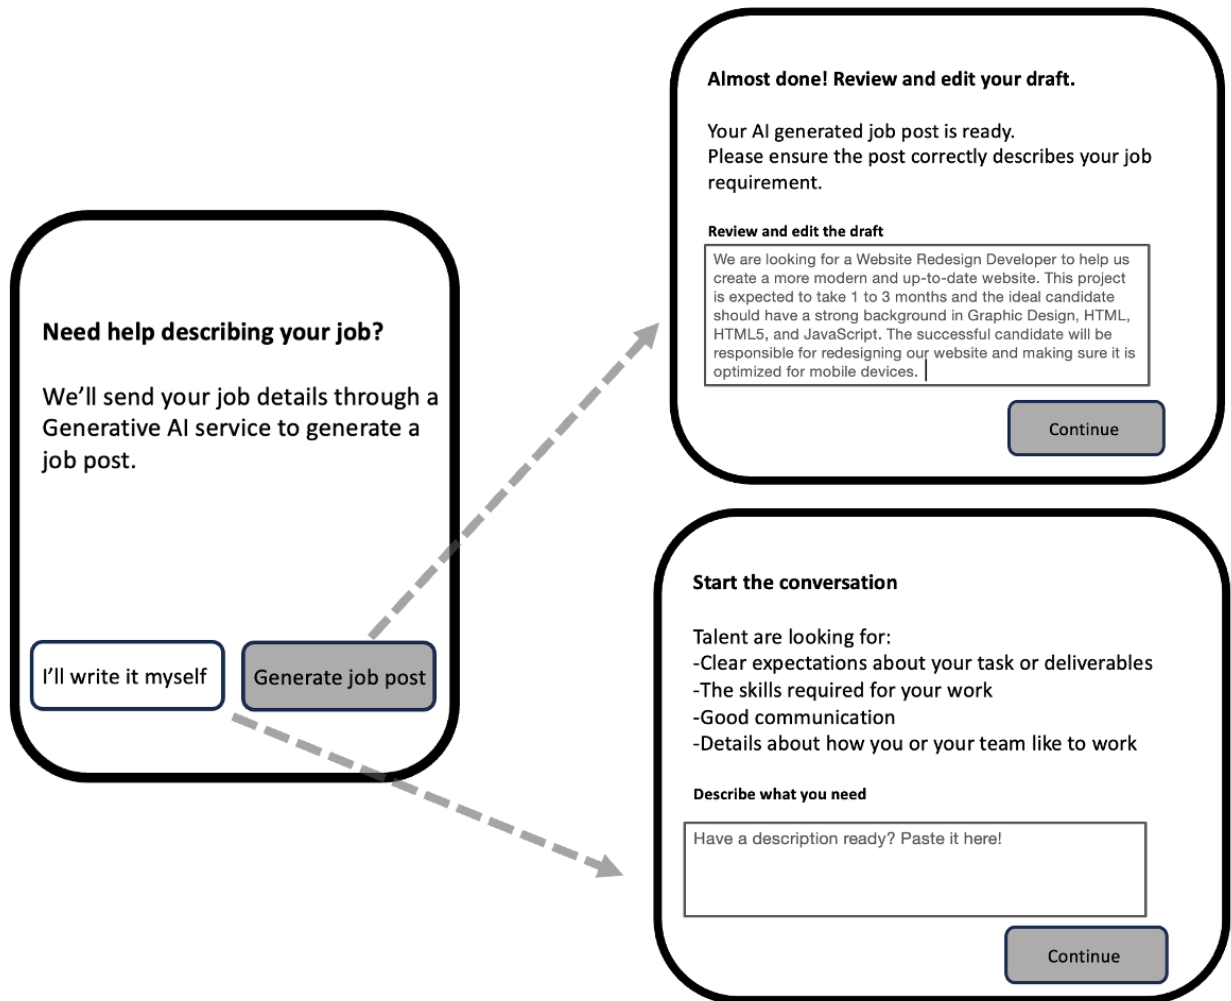 Need help describing your job?
We’ll send your job details through a
Generative AI service to generate a
job post.
I’ll write it myself
Generate job post
Almost done! Review and edit your draft.
Your AI generated job post is ready.
Please ensure the post correctly describes your job
requirement.
Review and edit the draft
We are looking for a Website Redesign Developer to help us
create a more modern and up-to-date website. This project
is expected to take 1 to 3 months and the ideal candidate
should have a strong background in Graphic Design, HTML,
HTML5, and JavaScript. The successful candidate will be
responsible for redesigning our website and making sure it is
optimized for mobile devices.
Continue
Start the conversation
Talent are looking for:
-Clear expectations about your task or deliverables
-The skills required for your work
-Good communication
-Details about how you or your team like to work
Describe what you need
Have a description ready? Paste it here!
Continue